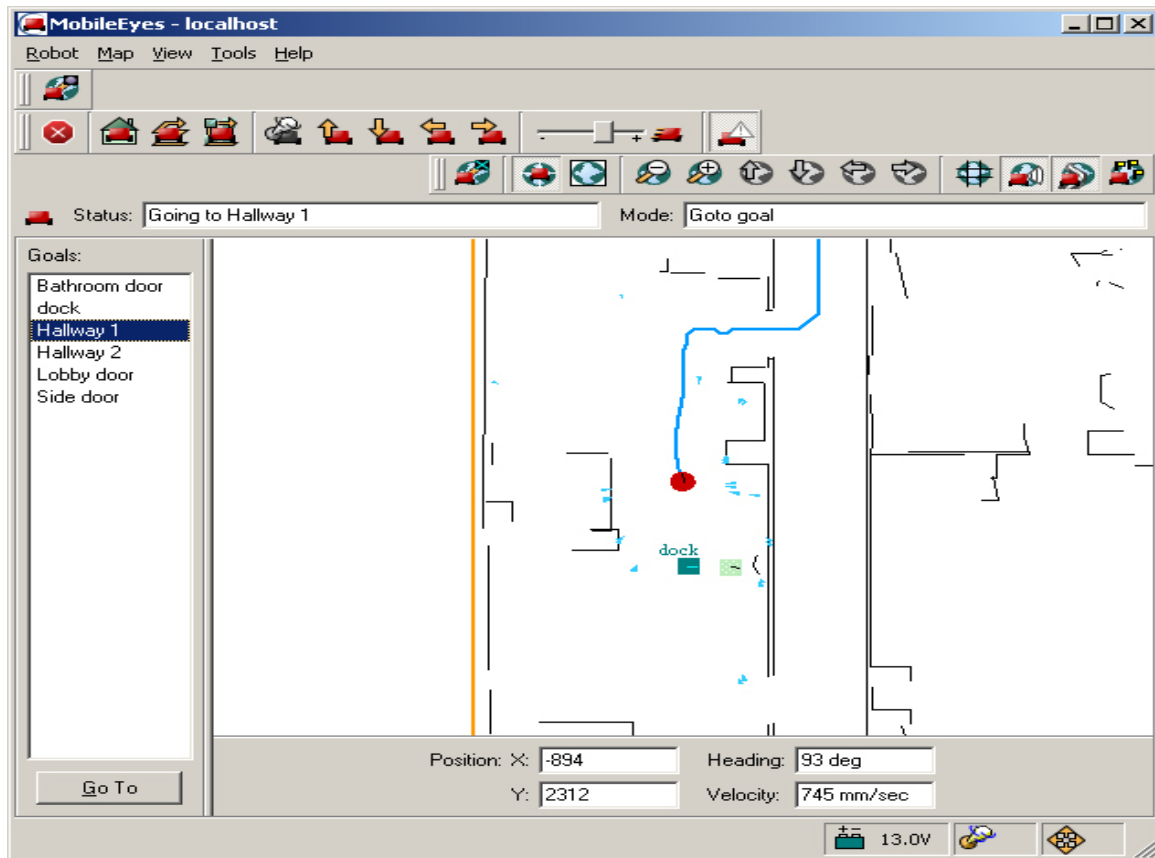 MobileEyes - localhost
Robot Map View Tools Help
Status: Going to Hallway 1 Mode: Goto goal
Goals:
Bathroom door
dock
Hallway 1
Hallway 2
Lobby door
Side door
dock
Position: X: -894 Heading: 93 deg
Go To
Y: 2312 Velocity: 745 mm/sec
13.0V